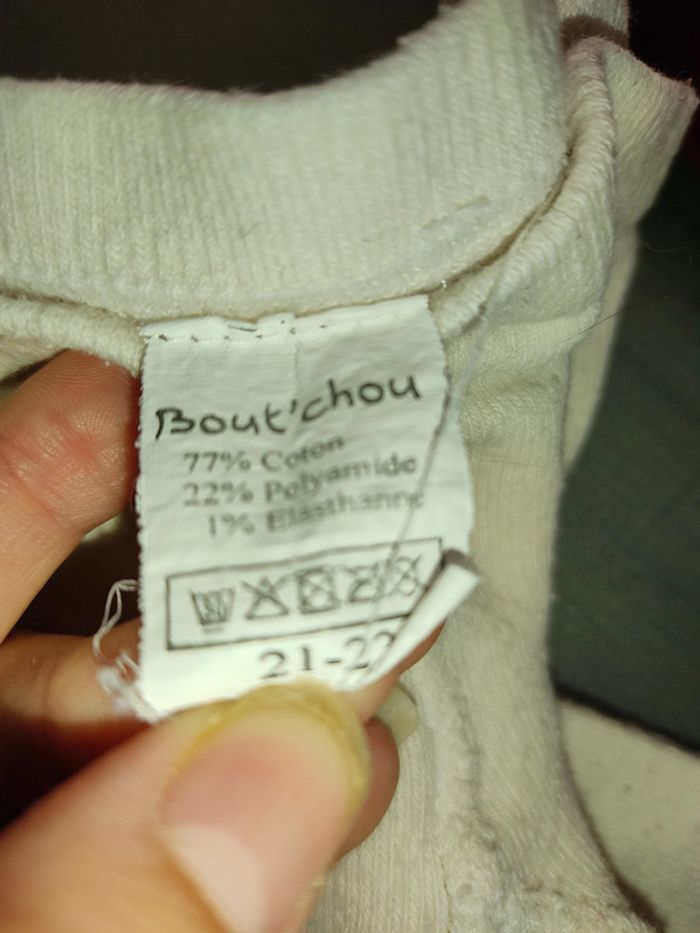 Bout'chou
77% Coton
22% Polyamide
1% Elasthanne
21-22